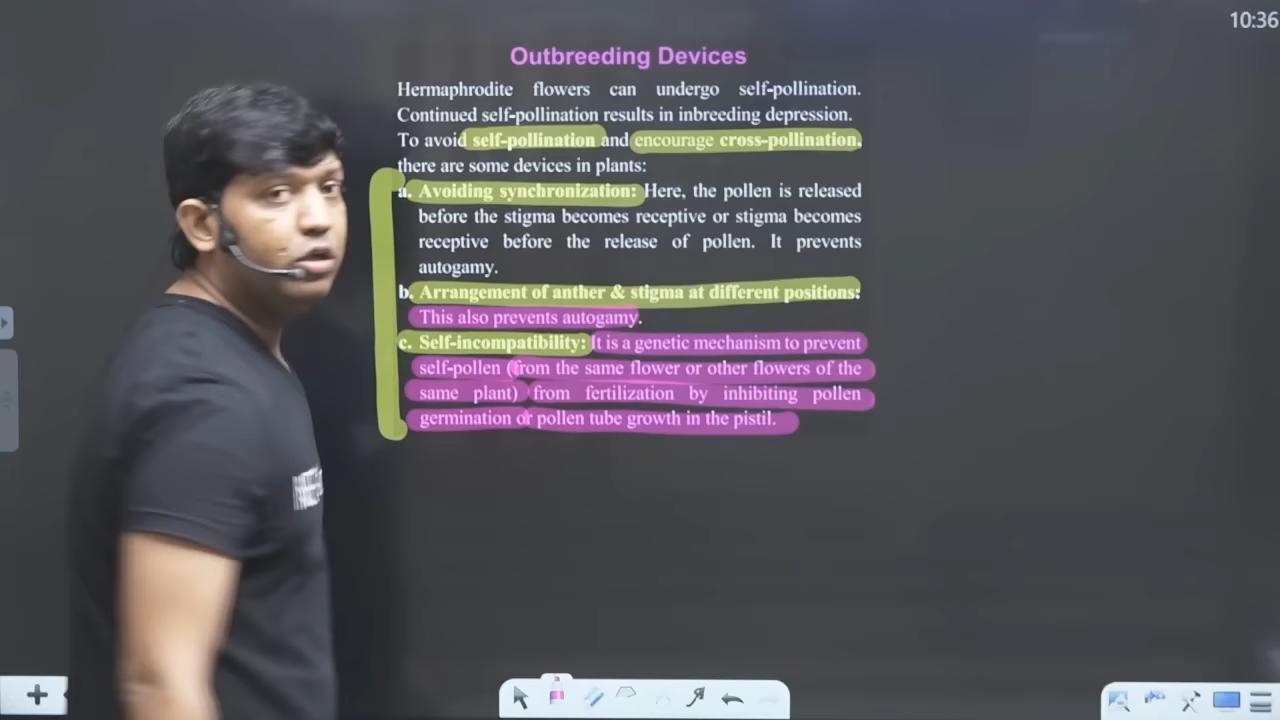 10:36
Outbreeding Devices
Hermaphrodite flowers can undergo self-pollination.
Continued self-pollination results in inbreeding depression.
To avoid self-pollination and encourage cross-pollination,
there are some devices in plants:
a. Avoiding synchronization: Here, the pollen is released
before the stigma becomes receptive or stigma becomes
receptive before the release of pollen. It prevents
autogamy.
b. Arrangement of anther & stigma at different positions:
This also prevents autogamy.
c. Self-incompatibility: It is a genetic mechanism to prevent
self-pollen (from the same flower or other flowers of the
same plant) from fertilization by inhibiting pollen
germination or pollen tube growth in the pistil.